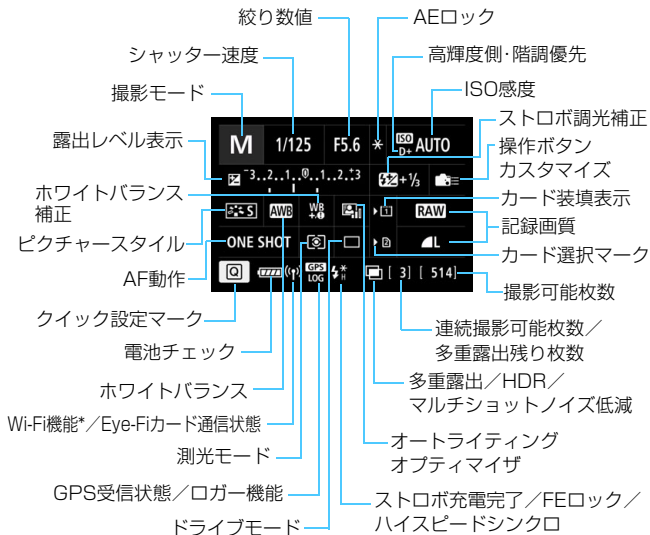 絞り数値
AEロック
シャッター速度
高輝度側・階調優先
撮影モード
ISO感度
ストロボ調光補正
露出レベル表示
操作ボタン
カスタマイズ
ホワイトバランス
補正
カード装填表示
ピクチャースタイル
記録画質
カード選択マーク
AF動作
撮影可能枚数
M 1/125 F5.6 ISO D+ AUTO
-3..2..1..0..1..2..+3 +1/3
S AWB WB +/- 1 RAW
ONE SHOT 2 L
Q GPS LOG H [ 3] [ 514]
クイック設定マーク
連続撮影可能枚数／
多重露出残り枚数
電池チェック
多重露出／HDR／
マルチショットノイズ低減
ホワイトバランス
Wi-Fi機能*／Eye-Fiカード通信状態
オートライティング
オプティマイザ
測光モード
GPS受信状態／ロガー機能
ストロボ充電完了／FEロック／
ハイスピードシンクロ
ドライブモード